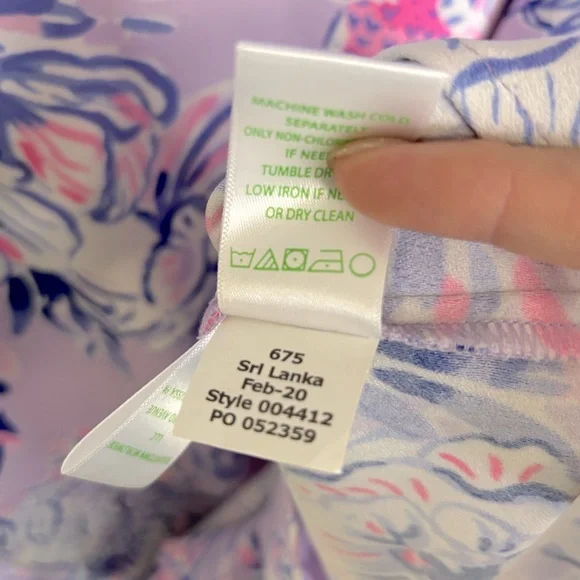 MACHINE WASH COLD
SEPARATELY
ONLY NON-CHLOR
IF NEE
TUMBLE DR
LOW IRON IF NE
OR DRY CLEAN
675
Sri Lanka
Feb-20
Style 004412
PO 052359